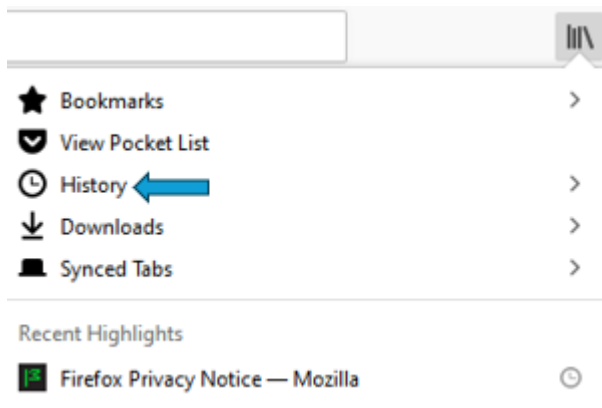 Bookmarks
View Pocket List
History
Downloads
Synced Tabs
Recent Highlights
Firefox Privacy Notice — Mozilla